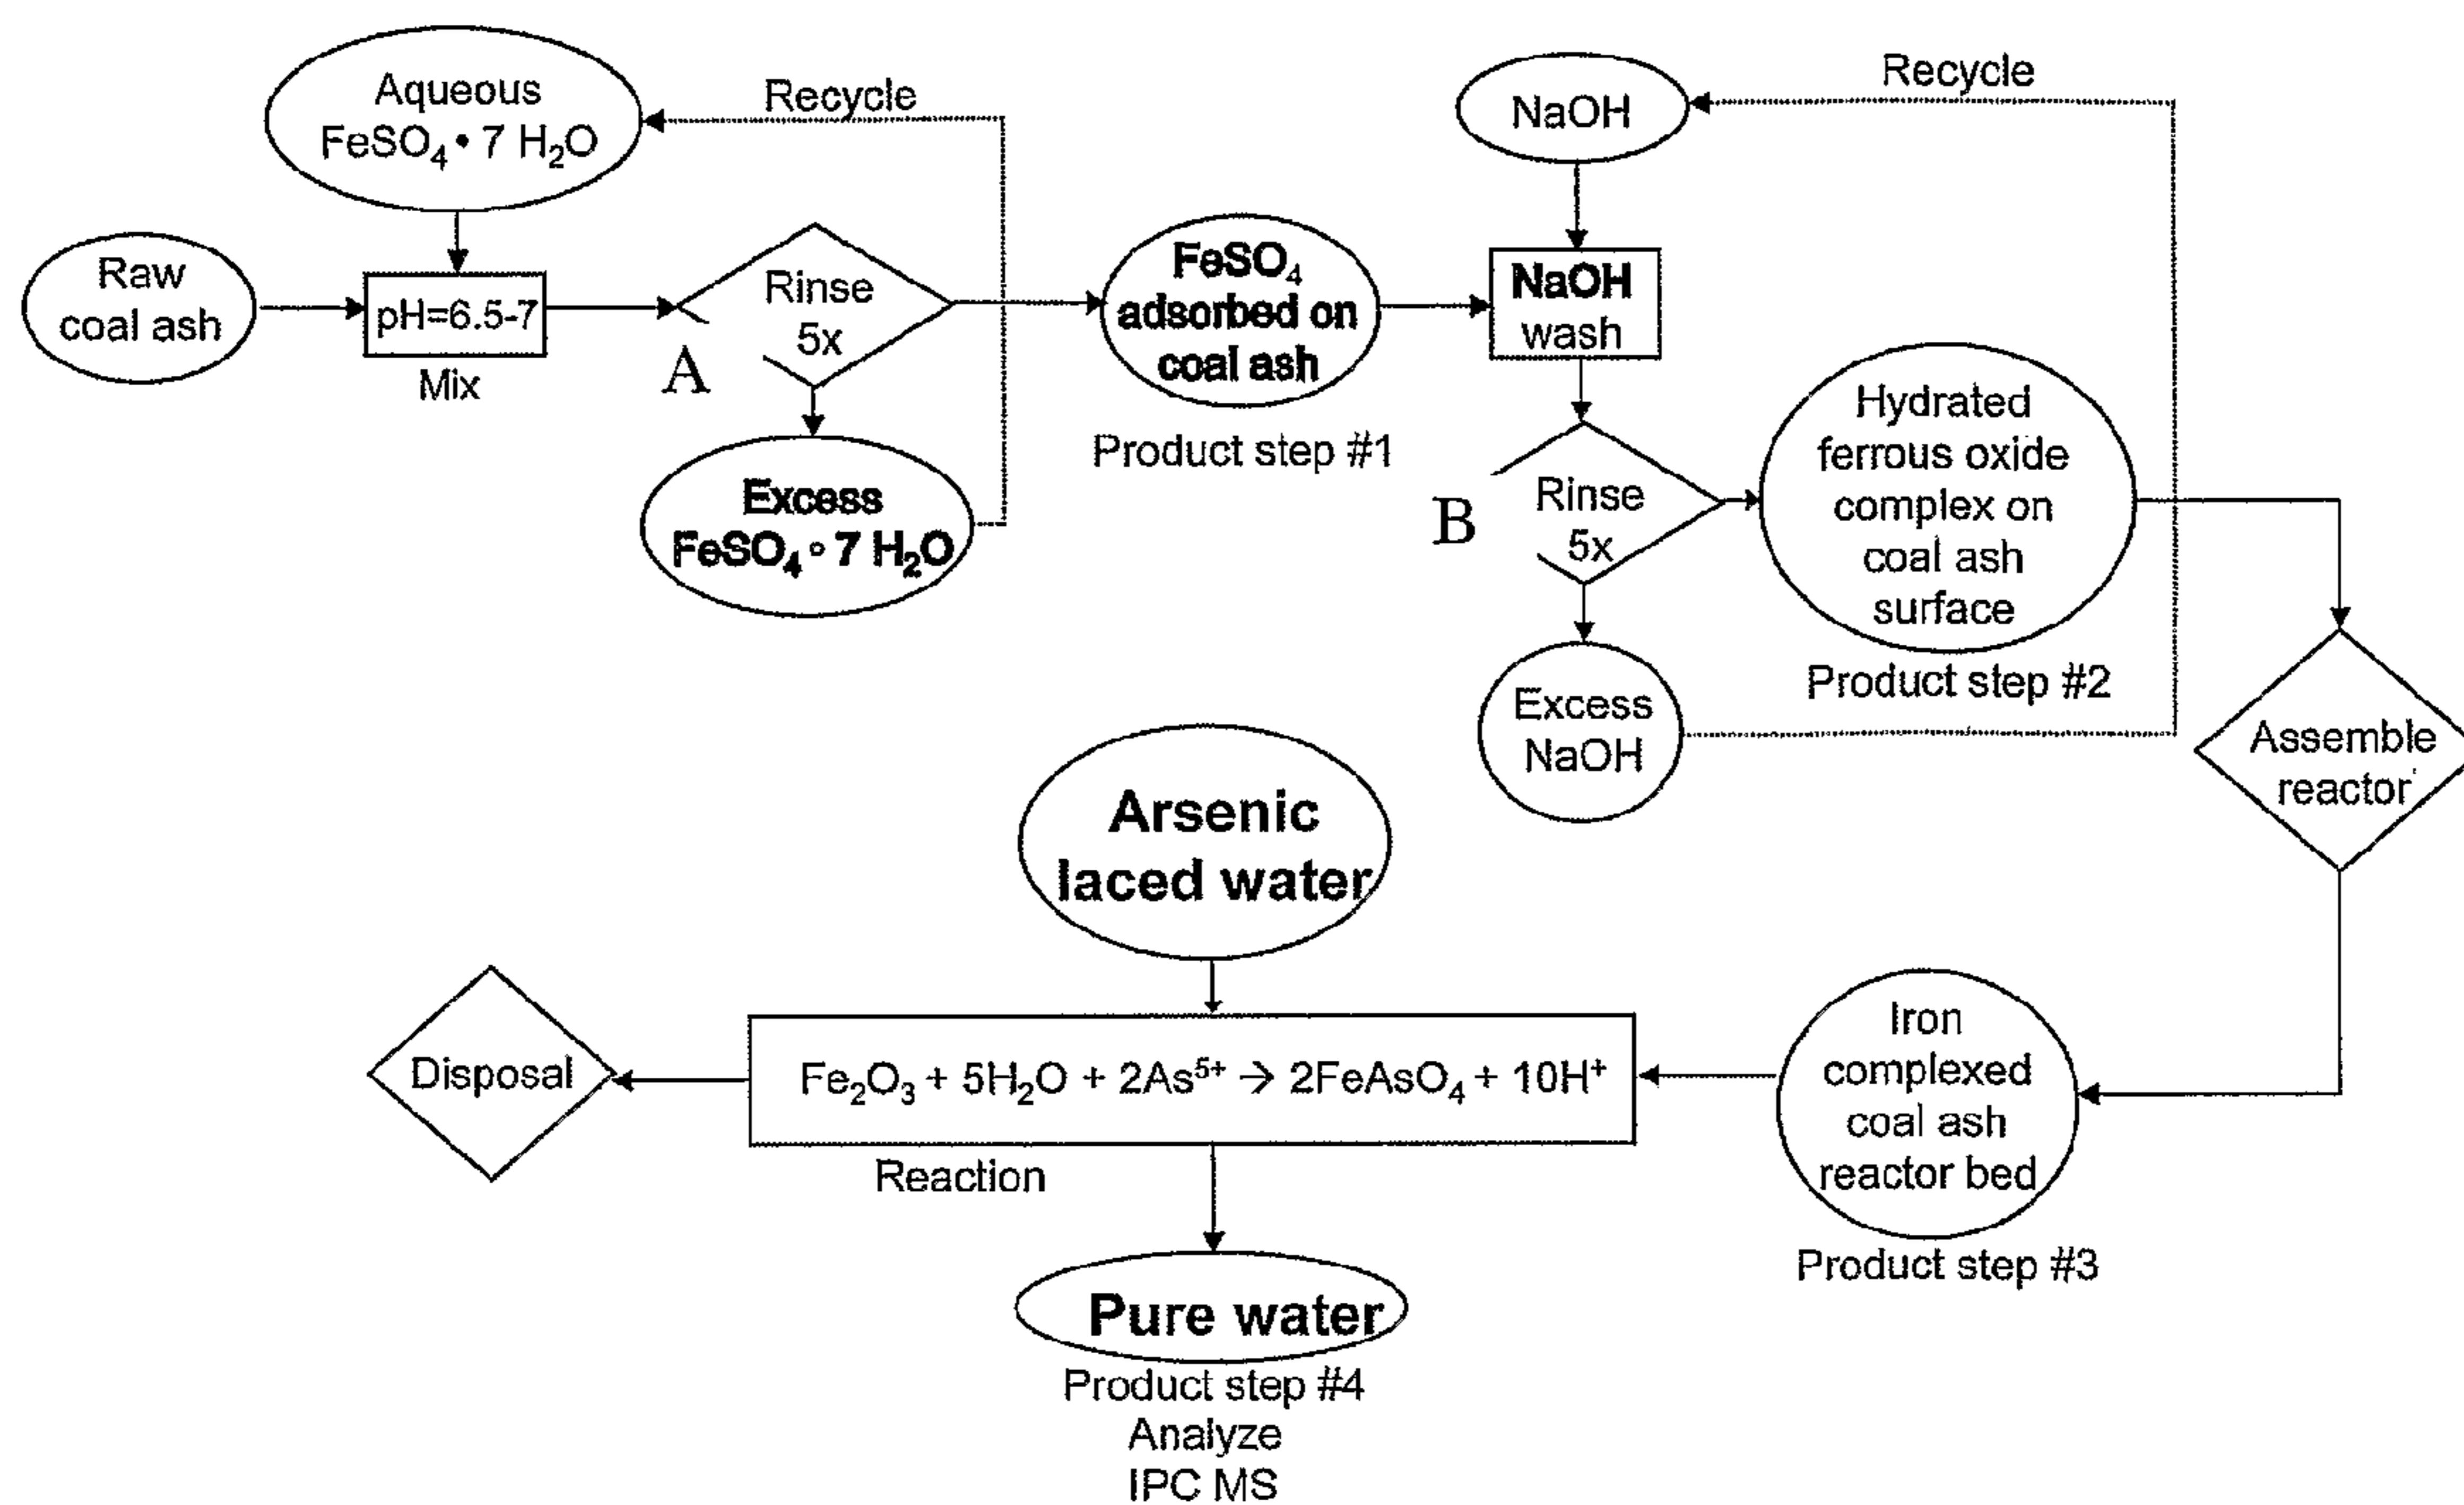 Aqueous
FeSO₄ • 7 H₂O
Recycle
Raw
coal ash
pH=6.5-7
Mix
A
Rinse
5x
Excess
FeSO₄ ∘ 7 H₂O
FeSO₄
adsorbed on
coal ash
Product step #1
NaOH
Recycle
NaOH
wash
B
Rinse
5x
Excess
NaOH
Hydrated
ferrous oxide
complex on
coal ash
surface
Product step #2
Assemble
reactor
Iron
complexed
coal ash
reactor bed
Product step #3
Arsenic
laced water
Fe₂O₃ + 5H₂O + 2As⁵⁺ → 2FeAsO₄ + 10H⁺
Reaction
Disposal
Pure water
Product step #4
Analyze
IPC MS